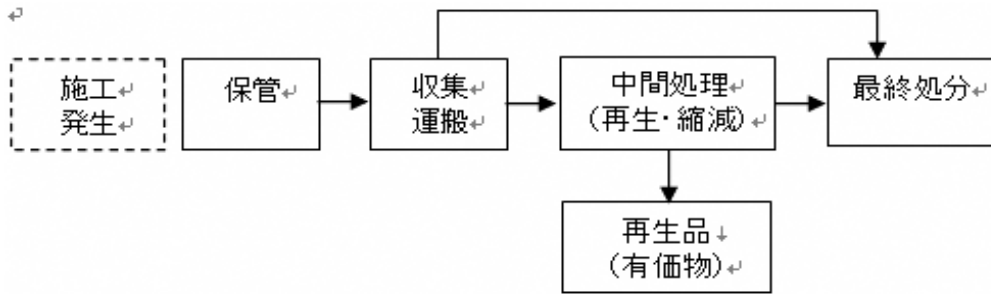 施工
発生
保管
収集
運搬
中間処理
(再生・縮減)
最終処分
再生品
(有価物)